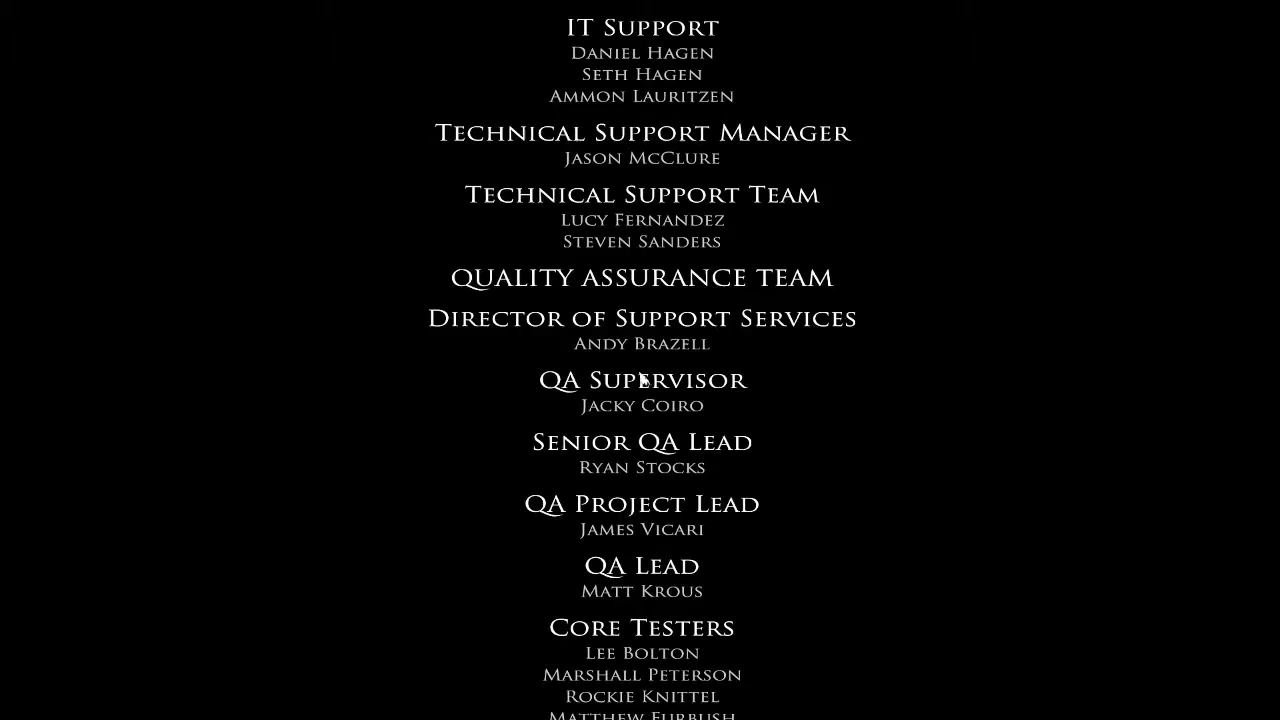 IT Support
Daniel Hagen
Seth Hagen
Ammon Lauritzen
Technical Support Manager
Jason McClure
Technical Support Team
Lucy Fernandez
Steven Sanders
QUALITY ASSURANCE TEAM
Director of Support Services
Andy Brazell
QA Supervisor
Jacky Coiro
Senior QA Lead
Ryan Stocks
QA Project Lead
James Vicari
QA Lead
Matt Krous
Core Testers
Lee Bolton
Marshall Peterson
Rockie Knittel
Matthew Furbush